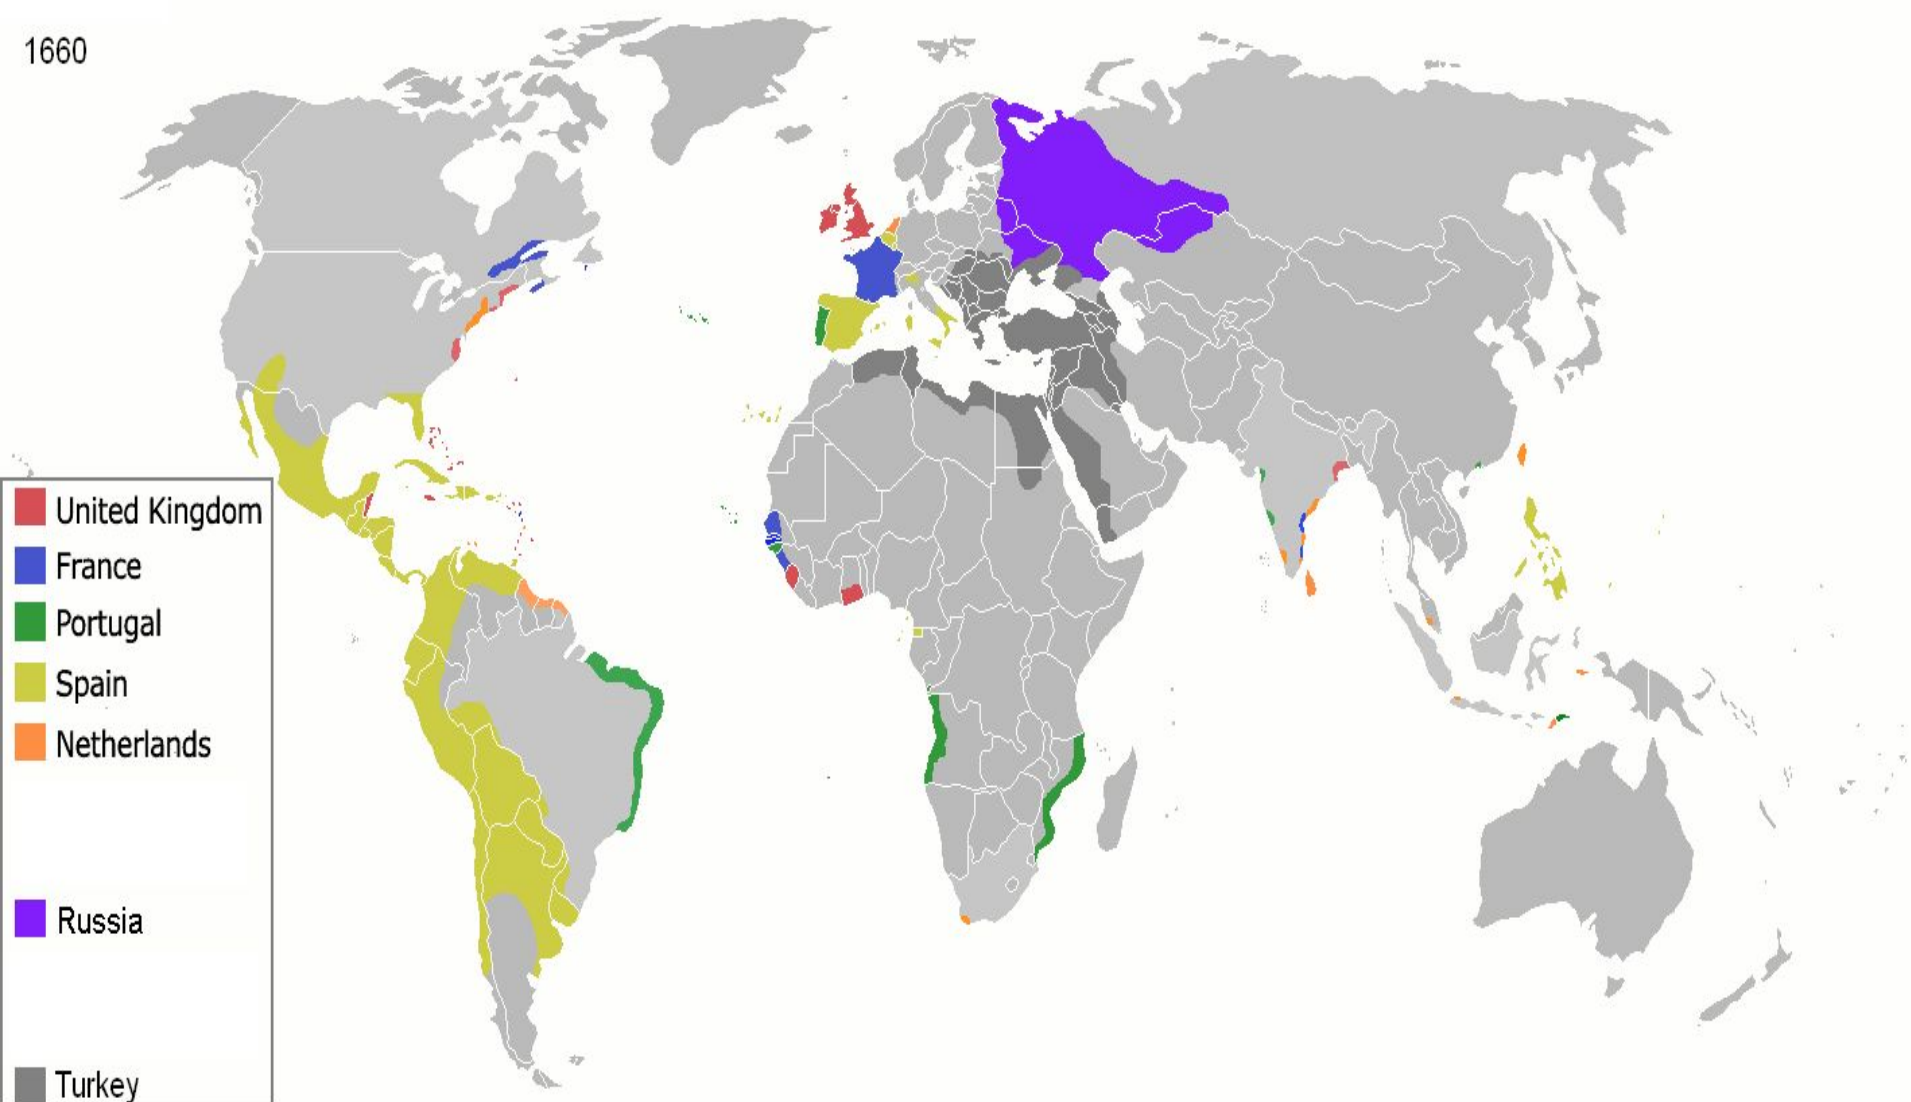 1660
United Kingdom
France
Portugal
Spain
Netherlands
Russia
Turkey